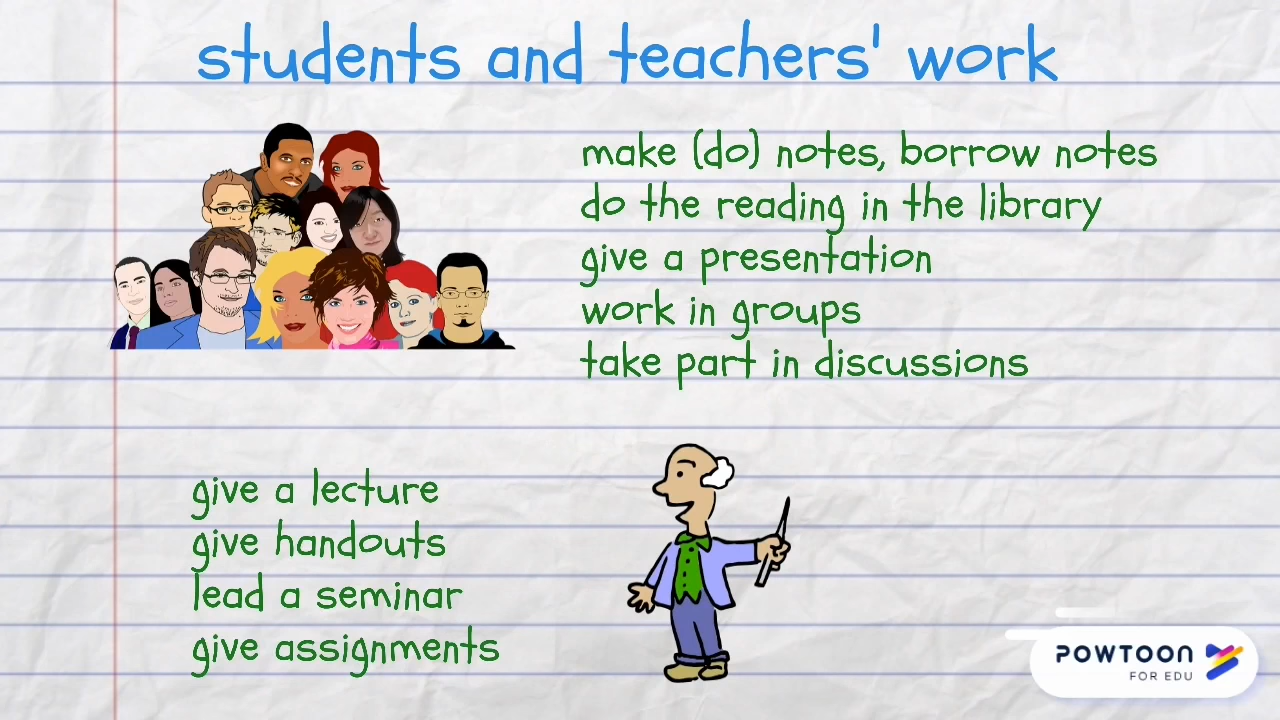 students and teachers' work
make (do) notes, borrow notes
do the reading in the library
give a presentation
work in groups
take part in discussions
give a lecture
give handouts
lead a seminar
give assignments
POWTOON
FOR EDU